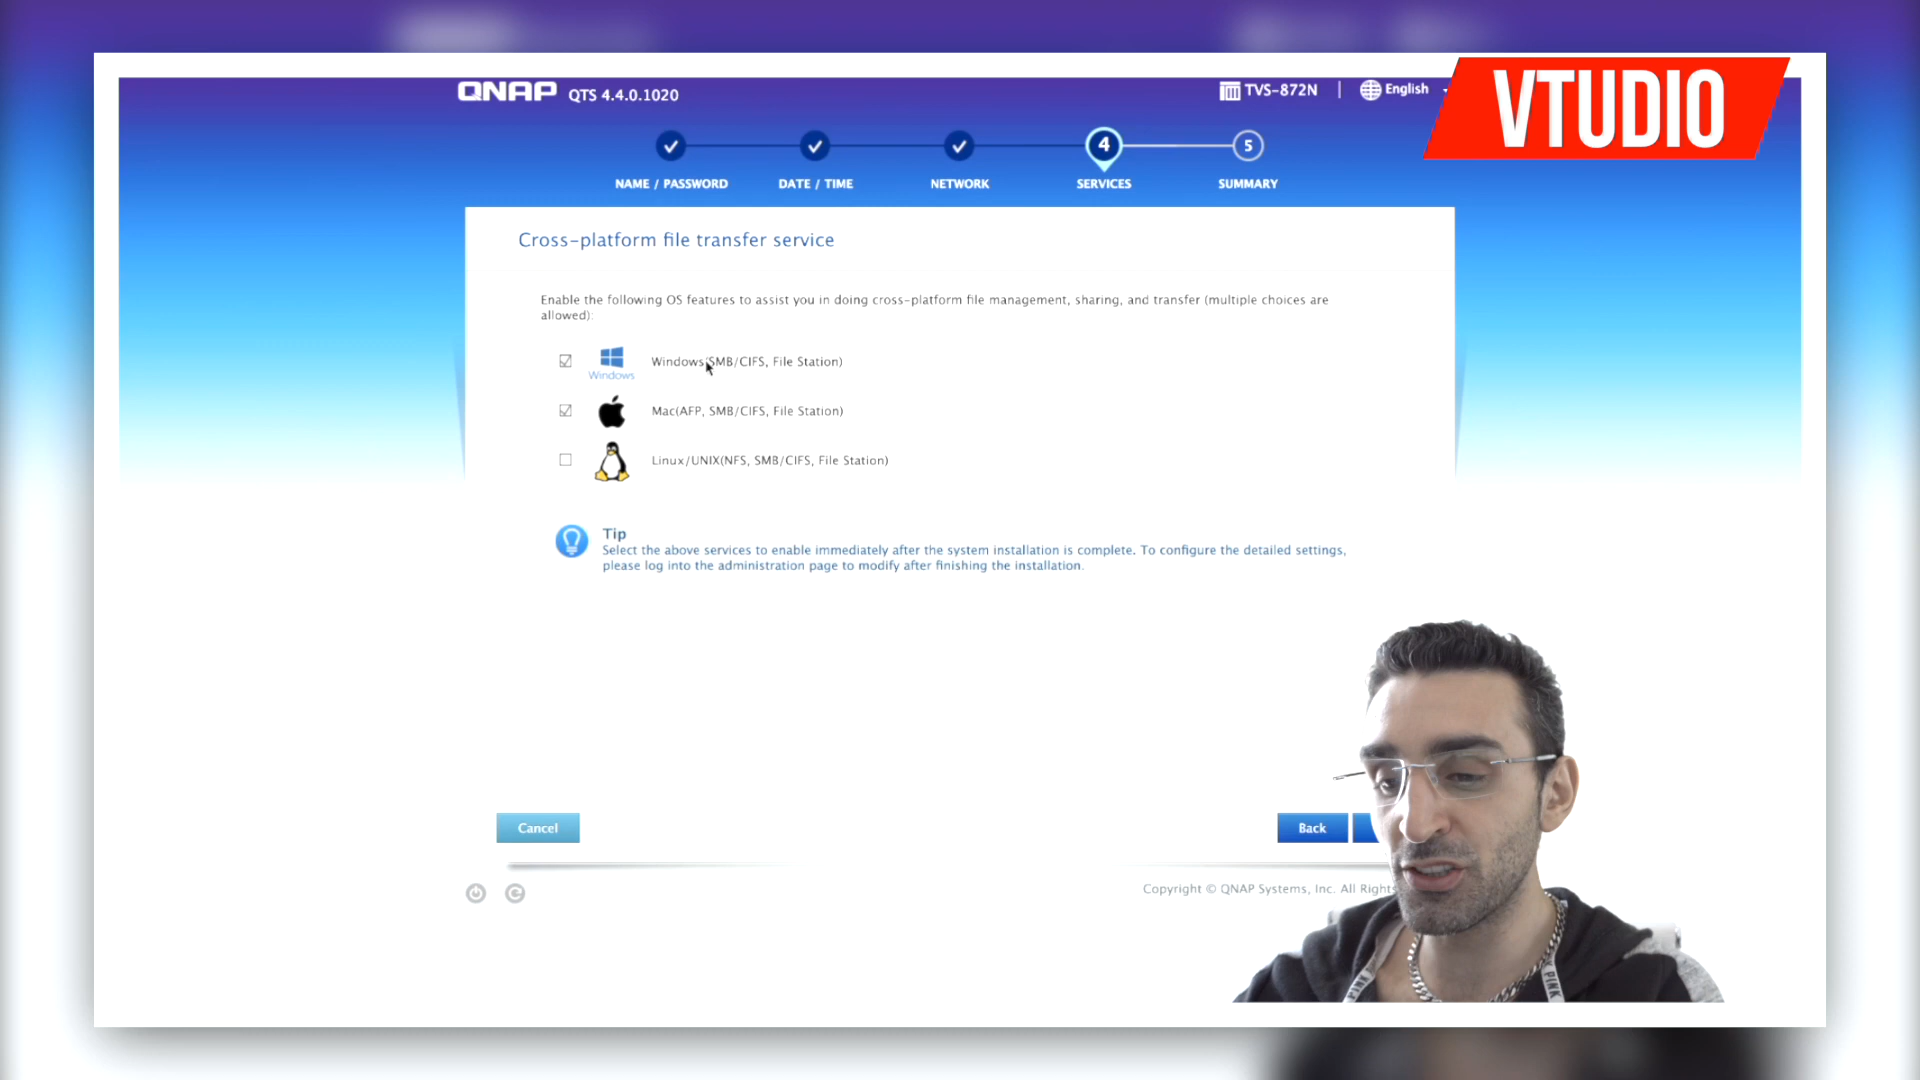 QNAP QTS 4.4.0.1020
TVS-872N | English
VTUDIO
4
5
NAME / PASSWORD
DATE / TIME
NETWORK
SERVICES
SUMMARY
Cross-platform file transfer service
Enable the following OS features to assist you in doing cross-platform file management, sharing, and transfer (multiple choices are
allowed):
Windows
Windows(SMB/CIFS, File Station)
Mac(AFP, SMB/CIFS, File Station)
Linux/UNIX(NFS, SMB/CIFS, File Station)
Tip
Select the above services to enable immediately after the system installation is complete. To configure the detailed settings,
please log into the administration page to modify after finishing the installation.
Cancel
Back
Copyright © QNAP Systems, Inc. All Rights
PINK
PINK